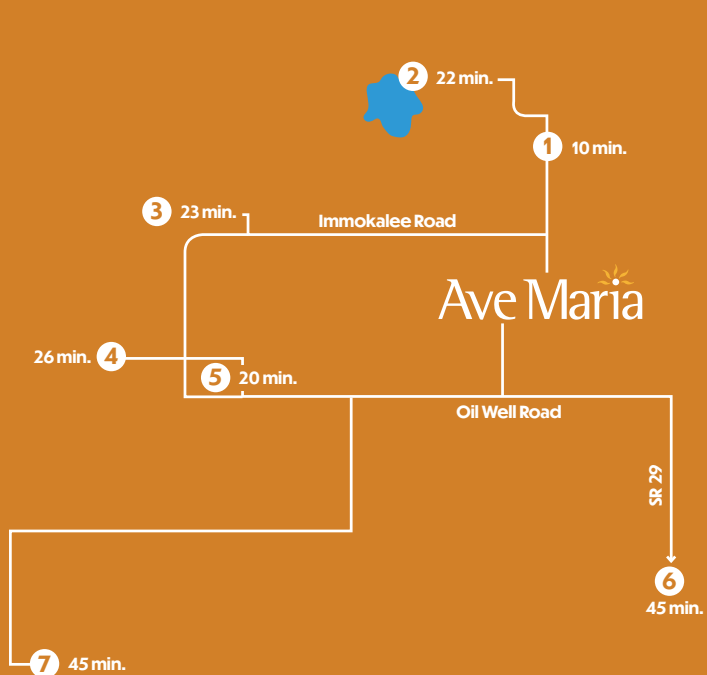 2 22 min.
1 10 min.
3 23 min.
Immokalee Road
Ave Maria
26 min. 4
5 20 min.
Oil Well Road
SR 29
6
45 min.
7 45 min.